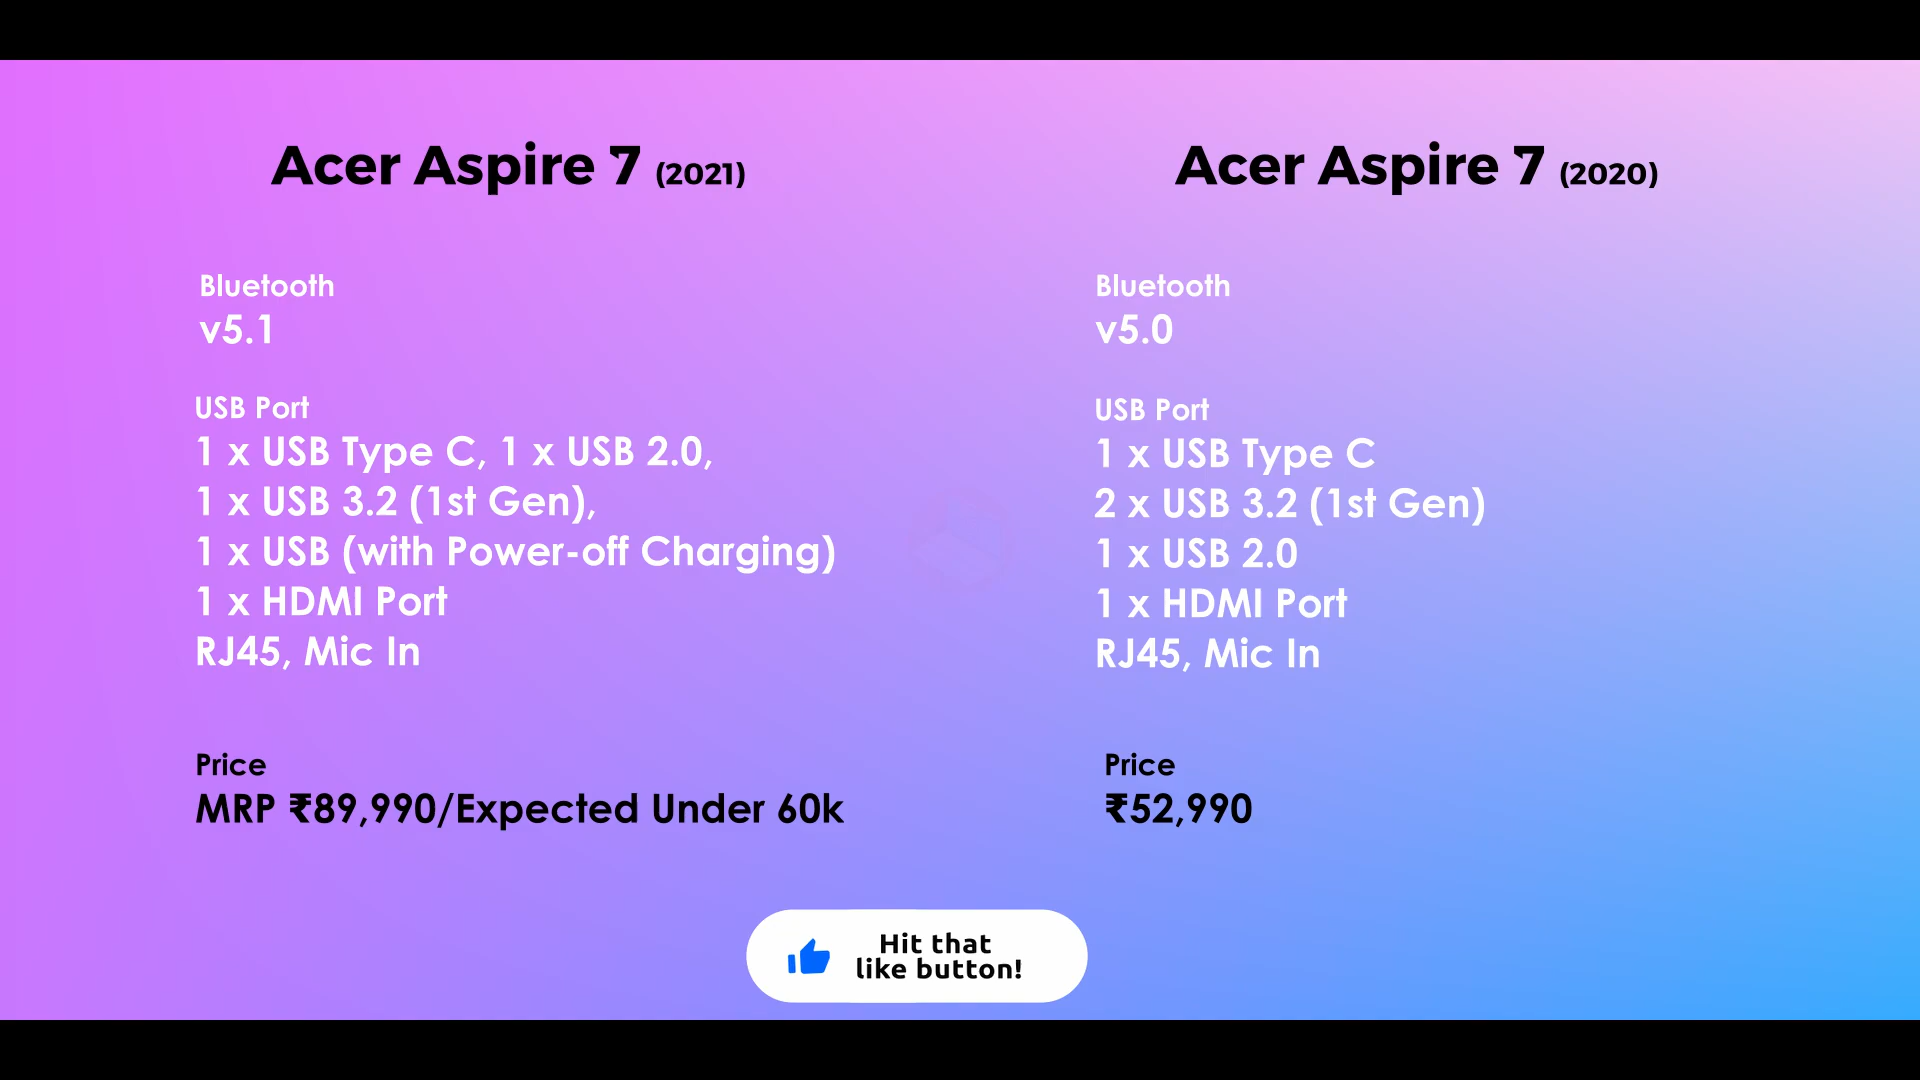 Acer Aspire 7 (2021)
Bluetooth
v5.1
USB Port
1 x USB Type C, 1 x USB 2.0,
1 x USB 3.2 (1st Gen),
1 x USB (with Power-off Charging)
1 x HDMI Port
RJ45, Mic In
Price
MRP ₹89,990/Expected Under 60k
Acer Aspire 7 (2020)
Bluetooth
v5.0
USB Port
1 x USB Type C
2 x USB 3.2 (1st Gen)
1 x USB 2.0
1 x HDMI Port
RJ45, Mic In
Price
₹52,990
Hit that
like button!